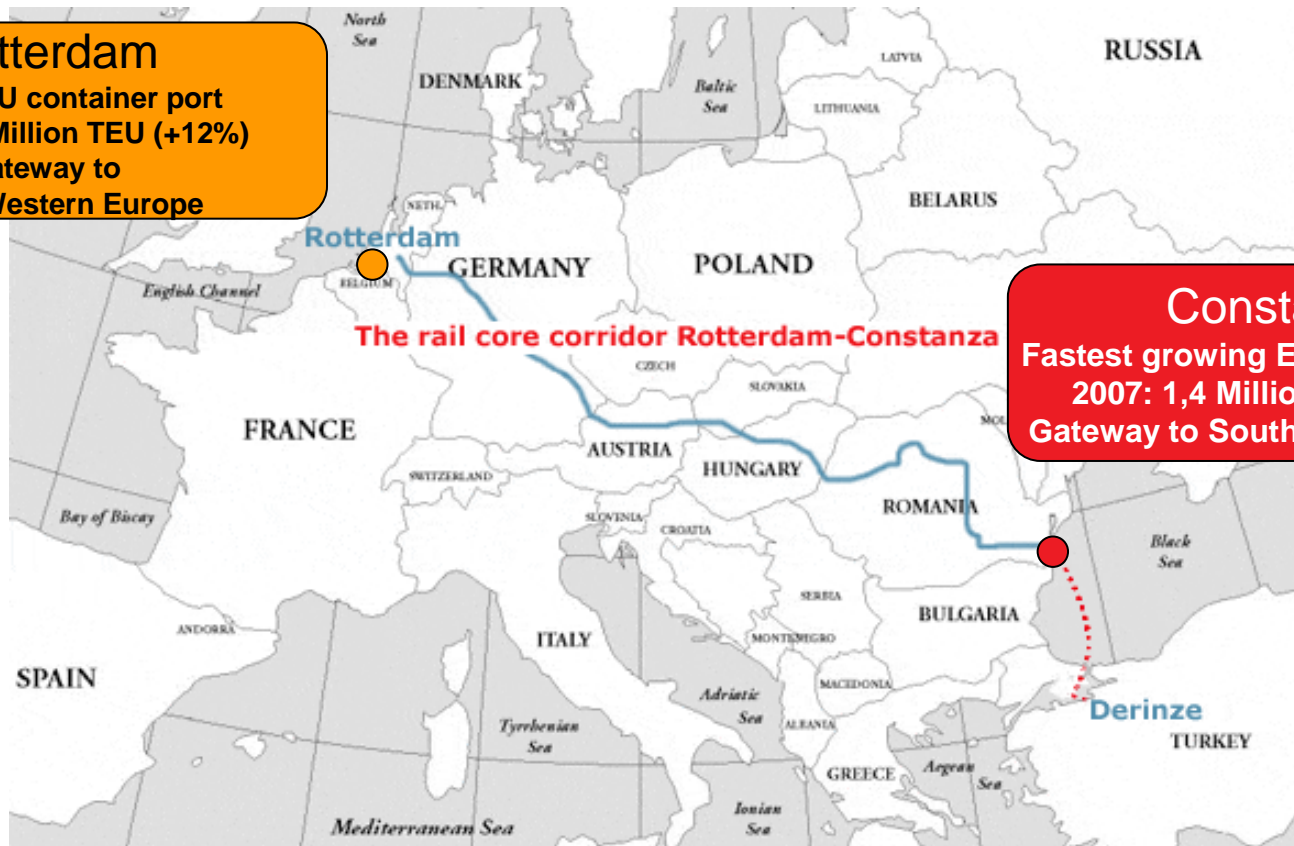 tterdam
U container port
Million TEU (+12%)
ateway to
Western Europe
North
Sea
DENMARK
Baltic
Sea
LATVIA
LITHUANIA
RUSSIA
BELARUS
NETH.
Rotterdam
GERMANY
POLAND
BELGIUM
English Channel
The rail core corridor Rotterdam-Constanza
Consta
Fastest growing E
2007: 1,4 Millio
Gateway to South
CZECH
SLOVAKIA
MOL
FRANCE
AUSTRIA
HUNGARY
SWITZERLAND
ROMANIA
Bay of Biscay
SLOVENIA
CROATIA
Black
Sea
SERBIA
BULGARIA
ANDORRA
ITALY
MONTENEGRO
SPAIN
MACEDONIA
Adriatic
Sea
Derinze
Tyrrhenian
Sea
ALBANIA
TURKEY
GREECE
Aegean
Sea
Ionian
Sea
Mediterranean Sea